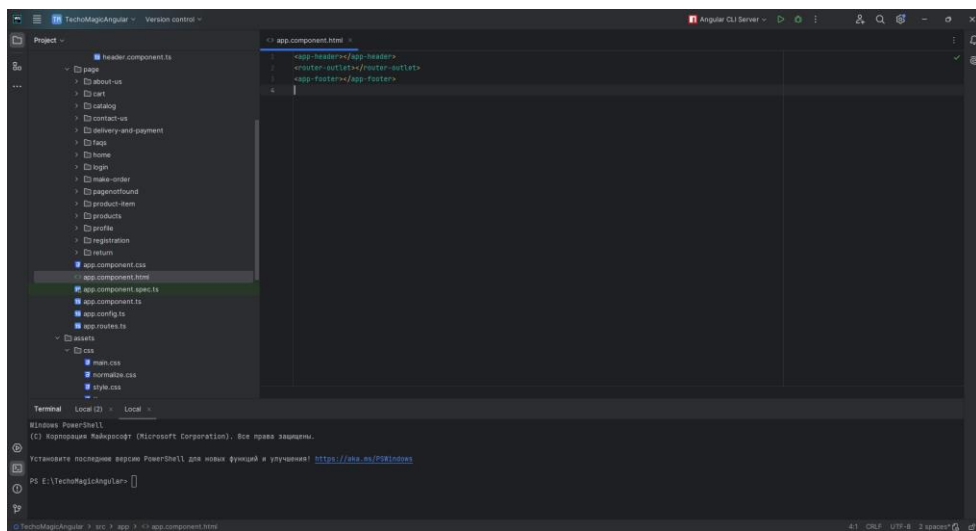 TM TechoMagicAngular Version control
Angular CLI Server
Project
header.component.ts
page
about-us
cart
catalog
contact-us
delivery-and-payment
faqs
home
login
make-order
pagenotfound
product-item
products
profile
registration
return
app.component.css
app.component.html
app.component.spec.ts
app.component.ts
app.config.ts
app.routes.ts
assets
css
main.css
normalize.css
style.css
app.component.html
1 <app-header></app-header>
2 <router-outlet></router-outlet>
3 <app-footer></app-footer>
4
Terminal Local (2) Local
Windows PowerShell
(C) Корпорация Майкрософт (Microsoft Corporation). Все права защищены.
Установите последнюю версию PowerShell для новых функций и улучшения! https://aka.ms/PSWindows
PS E:\TechoMagicAngular>
TechoMagicAngular > src > app > <> app.component.html
4:1 CRLF UTF-8 2 spaces*